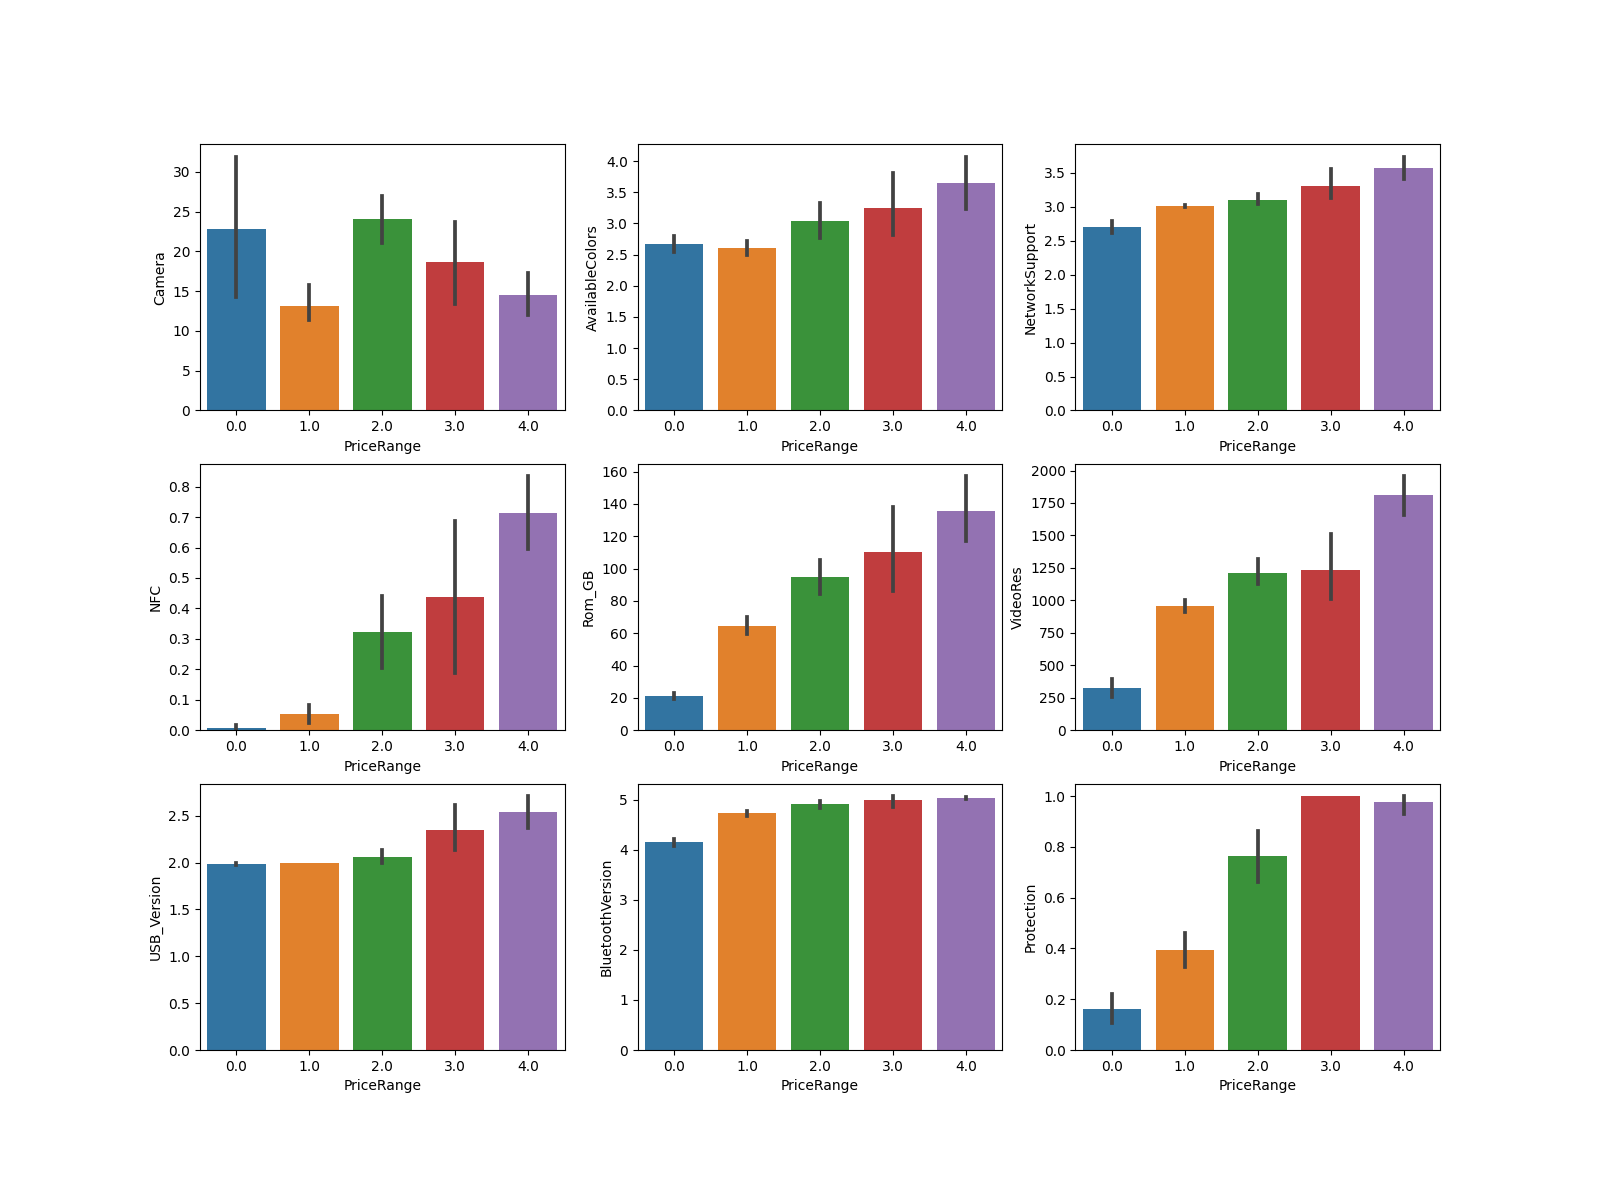 Camera
30
25
20
15
10
5
0
0.0 1.0 2.0 3.0 4.0
PriceRange
AvailableColors
4.0
3.5
3.0
2.5
2.0
1.5
1.0
0.5
0.0
0.0 1.0 2.0 3.0 4.0
PriceRange
NetworkSupport
3.5
3.0
2.5
2.0
1.5
1.0
0.5
0.0
0.0 1.0 2.0 3.0 4.0
PriceRange
NFC
0.8
0.7
0.6
0.5
0.4
0.3
0.2
0.1
0.0
0.0 1.0 2.0 3.0 4.0
PriceRange
Rom_GB
160
140
120
100
80
60
40
20
0
0.0 1.0 2.0 3.0 4.0
PriceRange
VideoRes
2000
1750
1500
1250
1000
750
500
250
0
0.0 1.0 2.0 3.0 4.0
PriceRange
USB_Version
2.5
2.0
1.5
1.0
0.5
0.0
0.0 1.0 2.0 3.0 4.0
PriceRange
BluetoothVersion
5
4
3
2
1
0
0.0 1.0 2.0 3.0 4.0
PriceRange
Protection
1.0
0.8
0.6
0.4
0.2
0.0
0.0 1.0 2.0 3.0 4.0
PriceRange